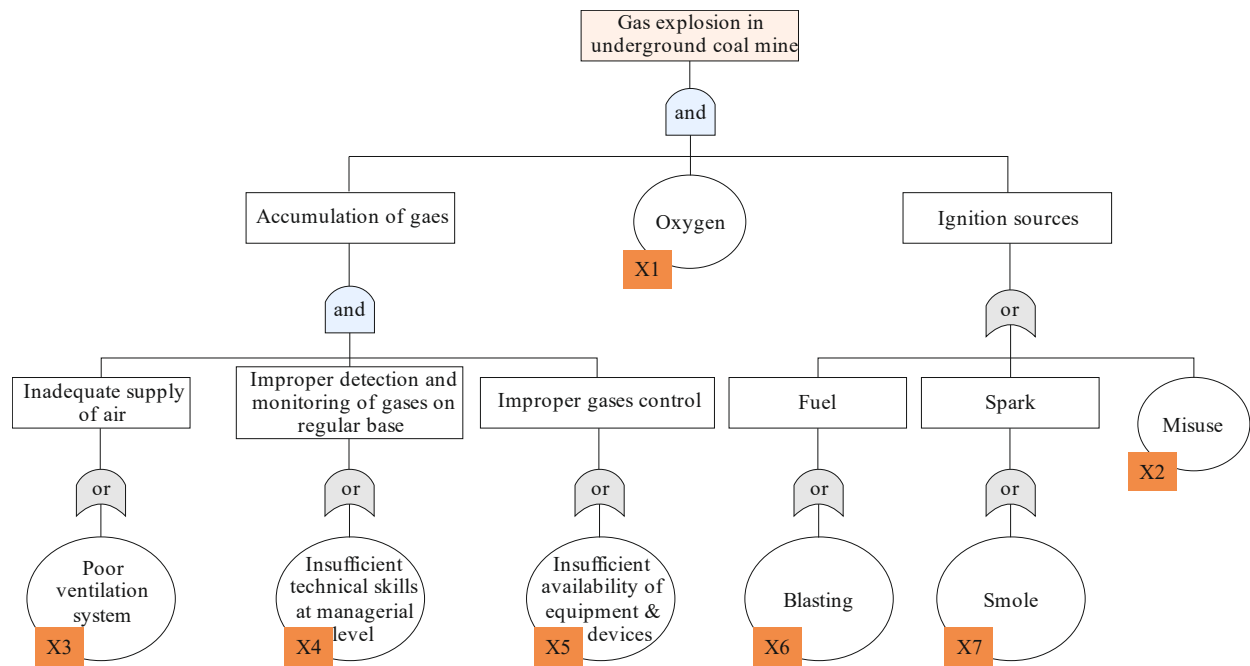 Gas explosion in
underground coal mine
and
Accumulation of gaes
Oxygen
X1
Ignition sources
and
or
Inadequate supply
of air
Improper detection and
monitoring of gases on
regular base
Improper gases control
Fuel
Spark
Misuse
X2
or
or
or
or
or
Poor
ventilation
system
X3
Insufficient
technical skills
at managerial
level
X4
Insufficient
availability of
equipment &
devices
X5
Blasting
X6
Smole
X7